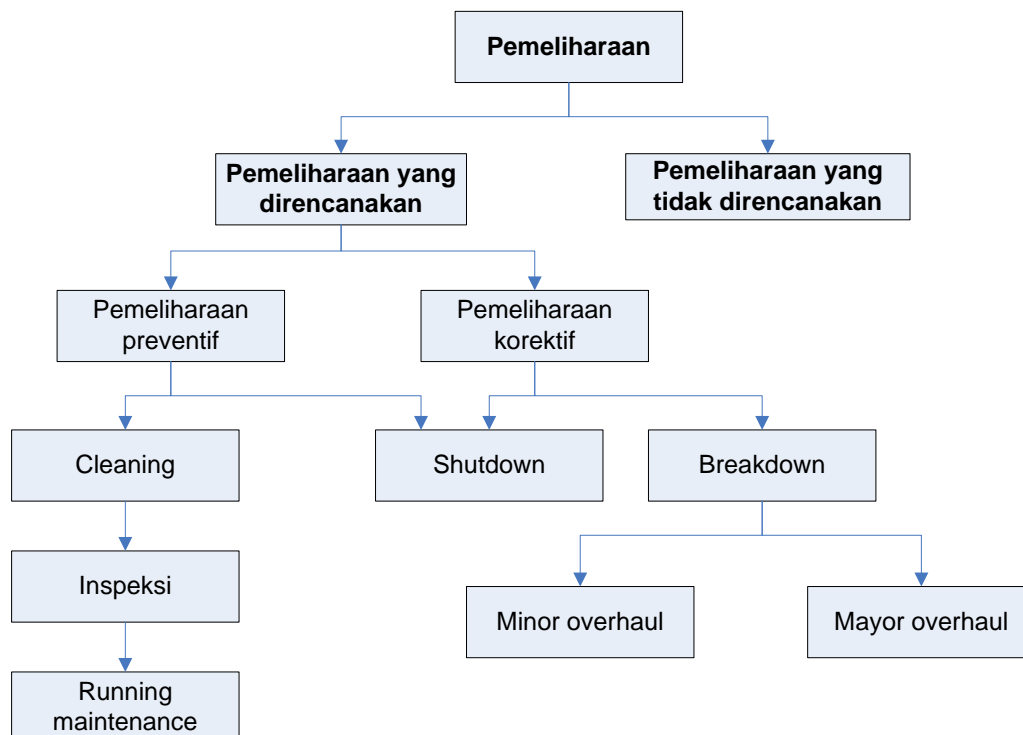 Pemeliharaan
Pemeliharaan yang
direncanakan
Pemeliharaan yang
tidak direncanakan
Pemeliharaan
preventif
Pemeliharaan
korektif
Cleaning
Shutdown
Breakdown
Inspeksi
Minor overhaul
Mayor overhaul
Running
maintenance